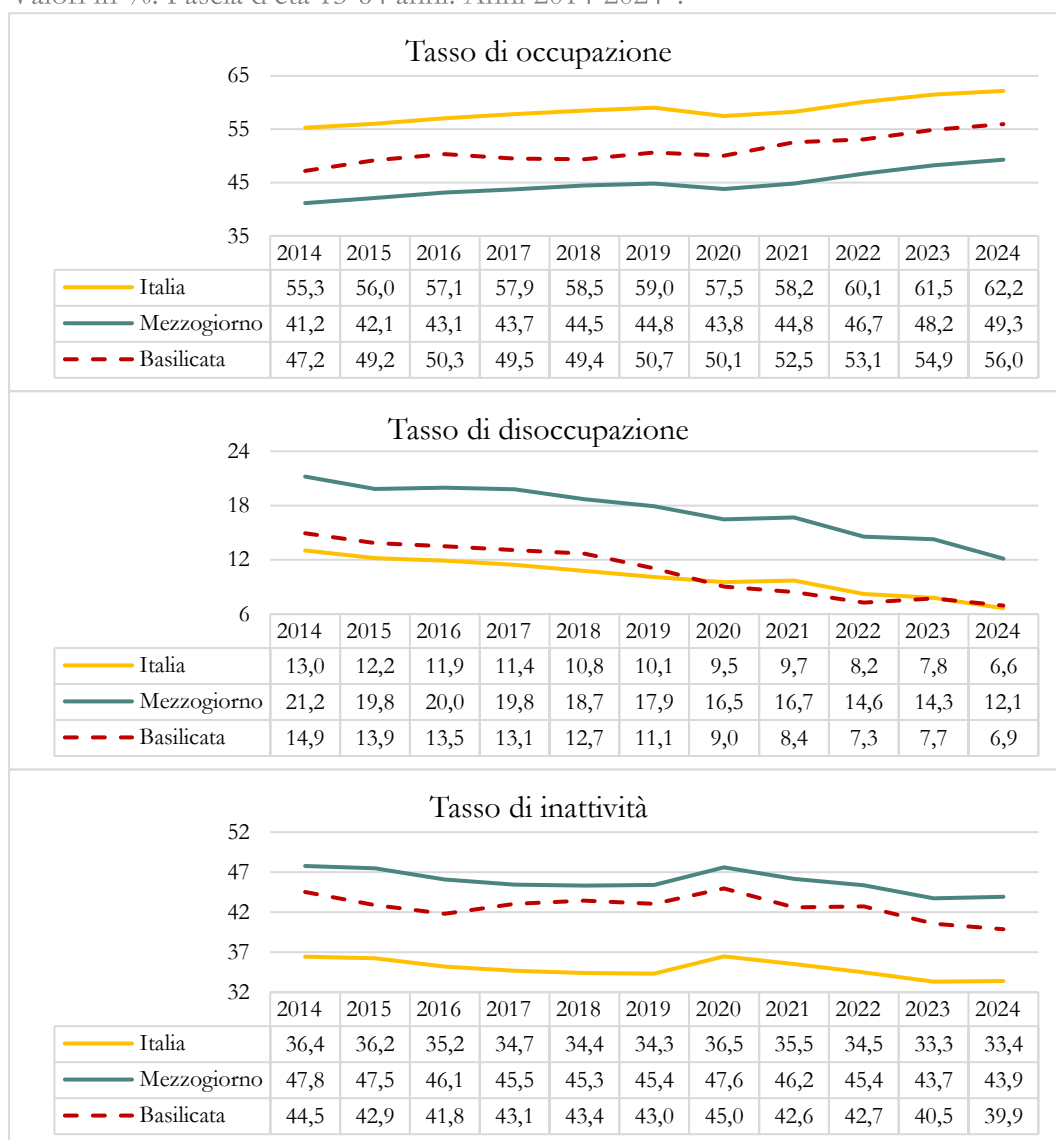 Valori in %. Fascia d'età 15-64 anni. Anni 2014-2024
Tasso di occupazione
65
55
45
35
2014 2015 2016 2017 2018 2019 2020 2021 2022 2023 2024
Italia 55,3 56,0 57,1 57,9 58,5 59,0 57,5 58,2 60,1 61,5 62,2
Mezzogiorno 41,2 42,1 43,1 43,7 44,5 44,8 43,8 44,8 46,7 48,2 49,3
Basilicata 47,2 49,2 50,3 49,5 49,4 50,7 50,1 52,5 53,1 54,9 56,0
Tasso di disoccupazione
24
18
12
6
2014 2015 2016 2017 2018 2019 2020 2021 2022 2023 2024
Italia 13,0 12,2 11,9 11,4 10,8 10,1 9,5 9,7 8,2 7,8 6,6
Mezzogiorno 21,2 19,8 20,0 19,8 18,7 17,9 16,5 16,7 14,6 14,3 12,1
Basilicata 14,9 13,9 13,5 13,1 12,7 11,1 9,0 8,4 7,3 7,7 6,9
Tasso di inattività
52
47
42
37
32
2014 2015 2016 2017 2018 2019 2020 2021 2022 2023 2024
Italia 36,4 36,2 35,2 34,7 34,4 34,3 36,5 35,5 34,5 33,3 33,4
Mezzogiorno 47,8 47,5 46,1 45,5 45,3 45,4 47,6 46,2 45,4 43,7 43,9
Basilicata 44,5 42,9 41,8 43,1 43,4 43,0 45,0 42,6 42,7 40,5 39,9